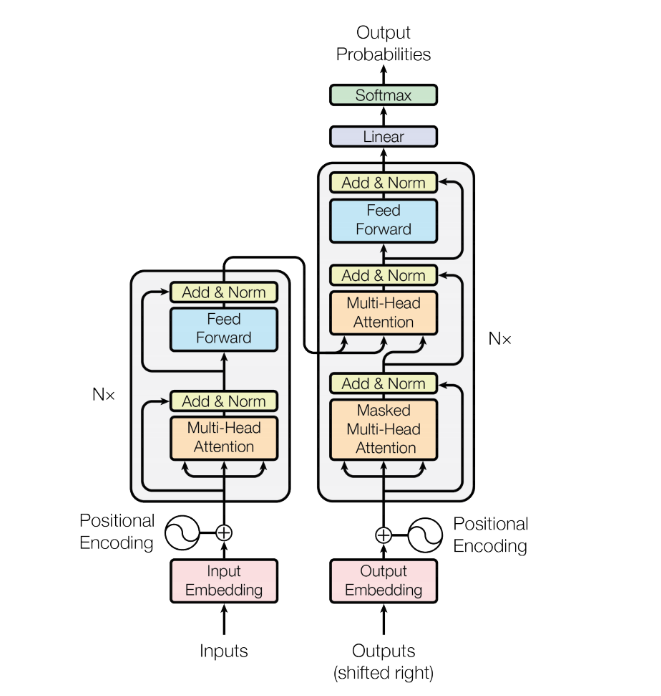 Output
Probabilities
Softmax
Linear
Add & Norm
Feed
Forward
Add & Norm
Multi-Head
Attention
Add & Norm
Masked
Multi-Head
Attention
N×
Add & Norm
Feed
Forward
Add & Norm
Multi-Head
Attention
N×
Positional
Encoding
Positional
Encoding
Input
Embedding
Output
Embedding
Inputs
Outputs
(shifted right)